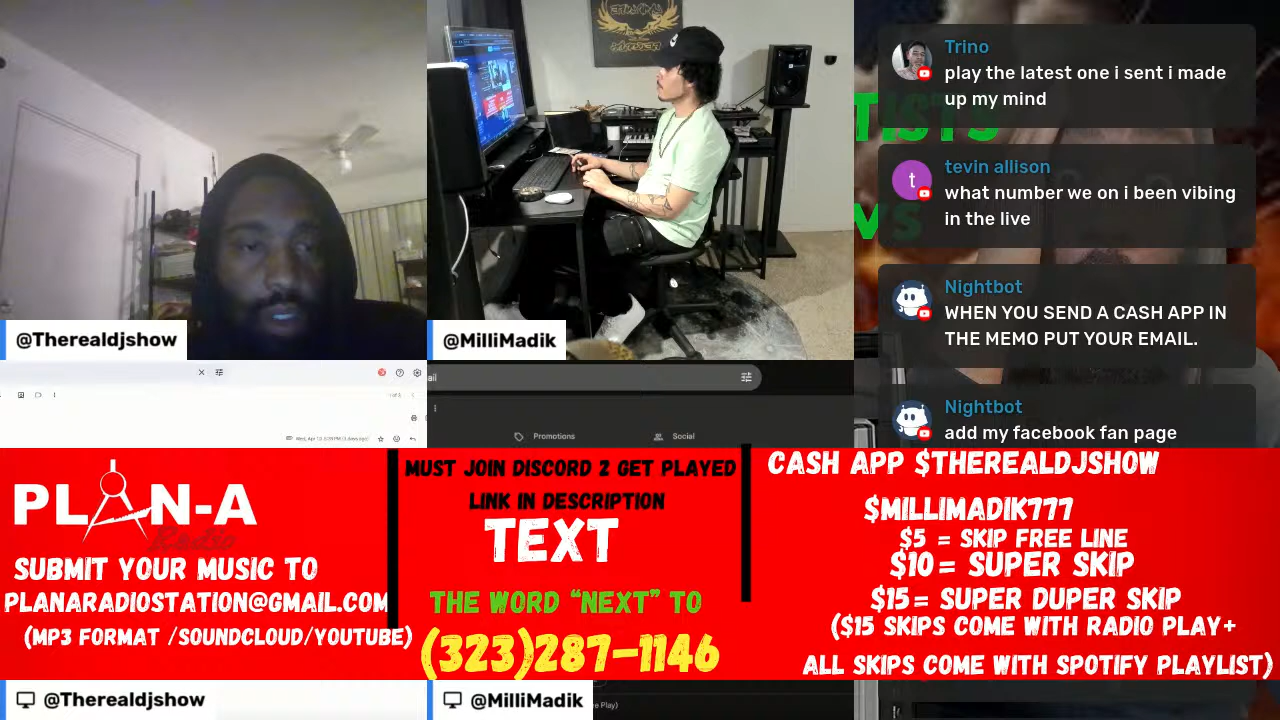 @Therealdjshow
@MilliMadik
Trino
play the latest one i sent i made
up my mind
t
tevin allison
what number we on i been vibing
in the live
Nightbot
WHEN YOU SEND A CASH APP IN
THE MEMO PUT YOUR EMAIL.
Nightbot
add my facebook fan page
ail
Promotions
Social
PLAN-A
Radio
SUBMIT YOUR MUSIC TO
PLANARADIOSTATION@GMAIL.COM
(MP3 FORMAT /SOUNDCLOUD/YOUTUBE)
MUST JOIN DISCORD 2 GET PLAYED
LINK IN DESCRIPTION
TEXT
THE WORD “NEXT” TO
(323)287-1146
CASH APP $THEREALDJSHOW
$MILLIMADIK777
$5 = SKIP FREE LINE
$10 = SUPER SKIP
$15= SUPER DUPER SKIP
($15 SKIPS COME WITH RADIO PLAY+
ALL SKIPS COME WITH SPOTIFY PLAYLIST)
@Therealdjshow
@MilliMadik